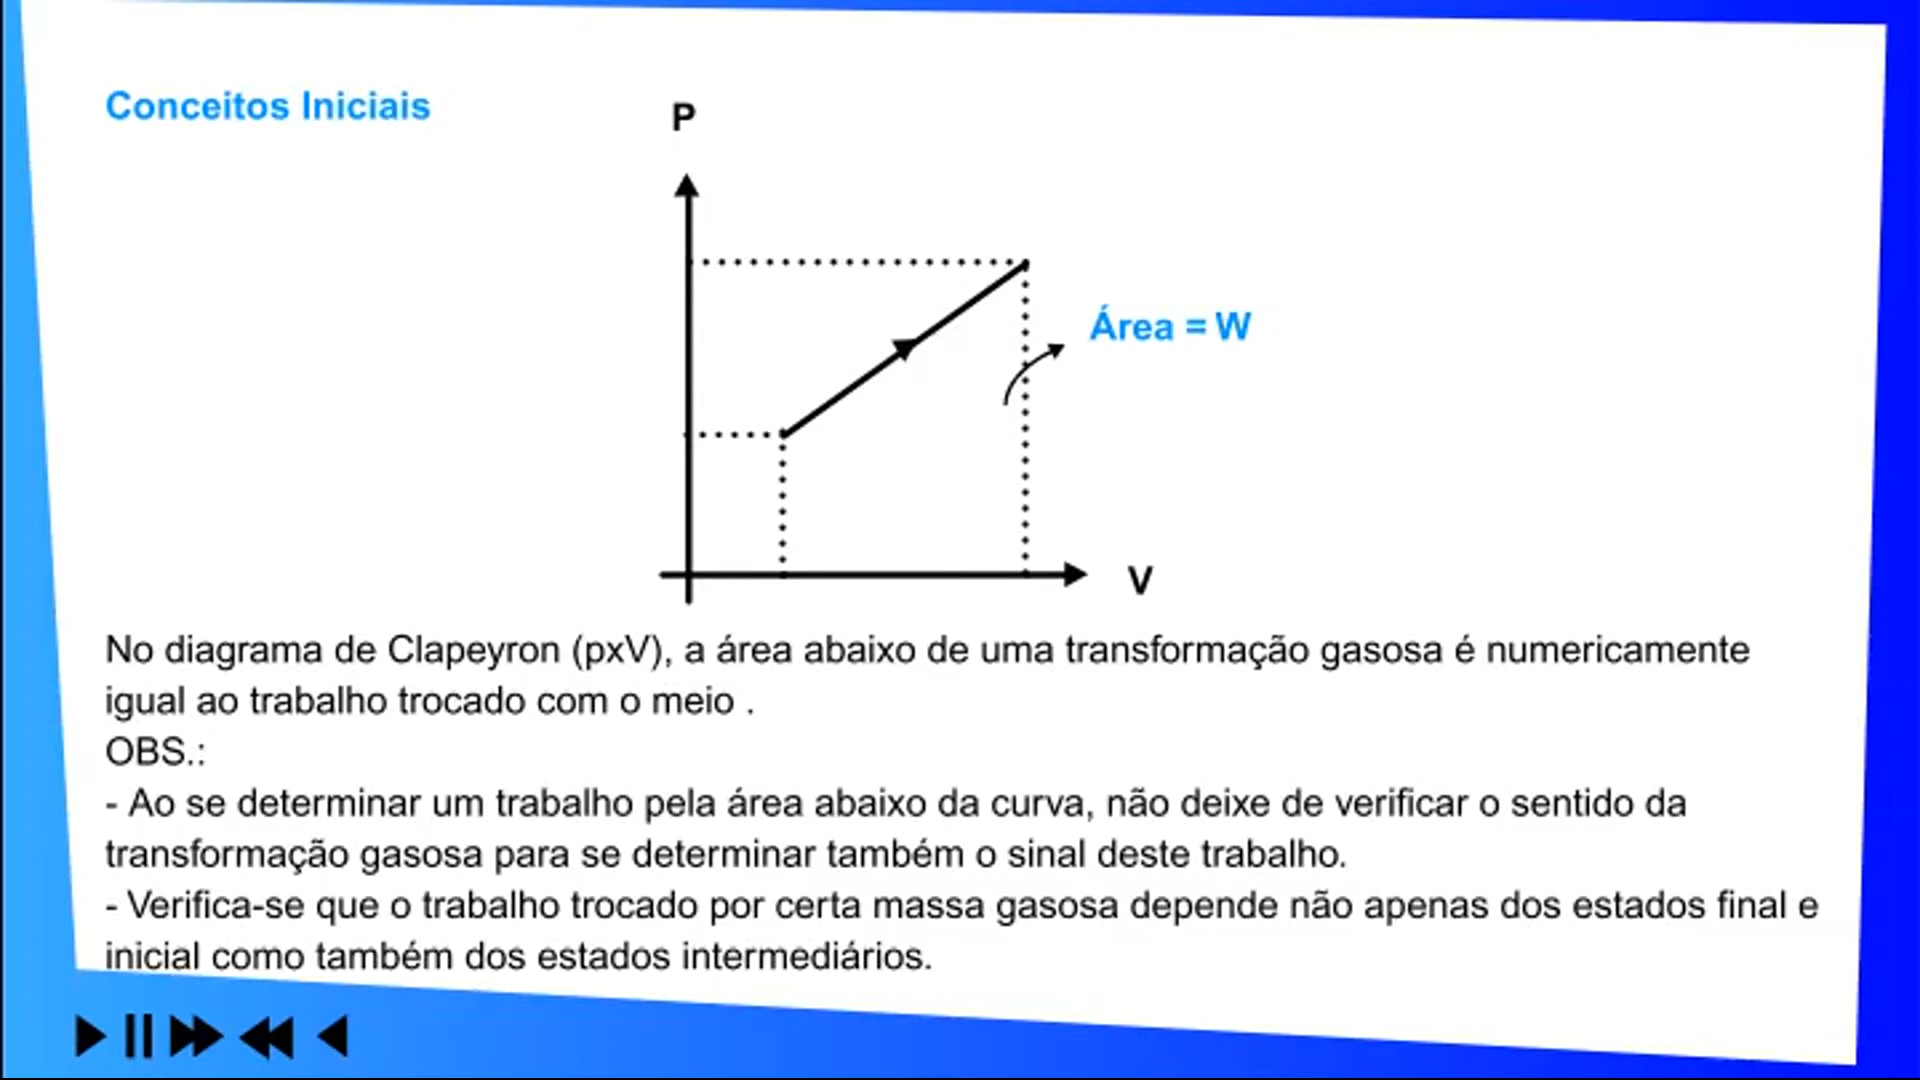 Conceitos Iniciais
P
Área = W
V
No diagrama de Clapeyron (pxV), a área abaixo de uma transformação gasosa é numericamente
igual ao trabalho trocado com o meio .
OBS.:
- Ao se determinar um trabalho pela área abaixo da curva, não deixe de verificar o sentido da
transformação gasosa para se determinar também o sinal deste trabalho.
- Verifica-se que o trabalho trocado por certa massa gasosa depende não apenas dos estados final e
inicial como também dos estados intermediários.